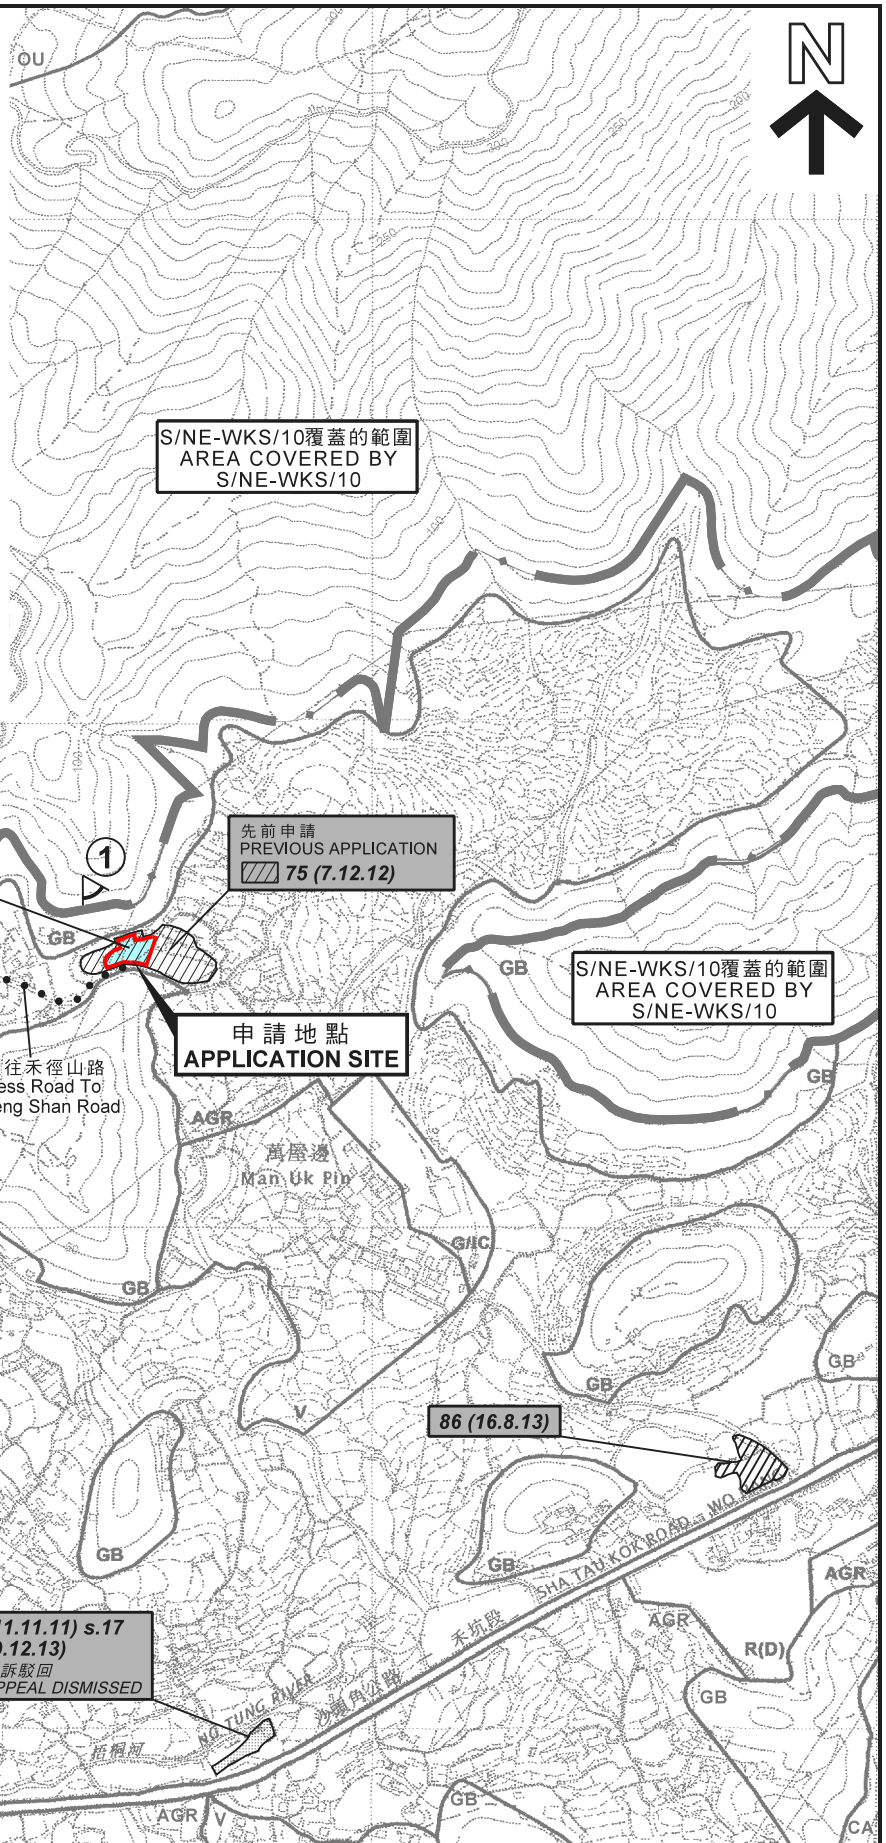 OU
N
300
250
200
250
S/NE-WKS/10覆蓋的範圍
AREA COVERED BY
S/NE-WKS/10
100
100
先前申請
PREVIOUS APPLICATION
75 (7.12.12)
1
GB
GB
S/NE-WKS/10覆蓋的範圍
AREA COVERED BY
S/NE-WKS/10
申請地點
APPLICATION SITE
往禾徑山路
ess Road To
eng Shan Road
GB
AGR
萬屋邊
Man Uk Pin
G/IC
GB
GB
GB
V
86 (16.8.13)
GB
GB
SHA TAU KOK ROAD - WO
AGR
AGR
禾坑段
R(D)
1.11.11) s.17
.12.13)
訴駁回
PPEAL DISMISSED
GB
NG TUNG RIVER
沙頭角公路
梧桐河
GB
AGR
V
CA